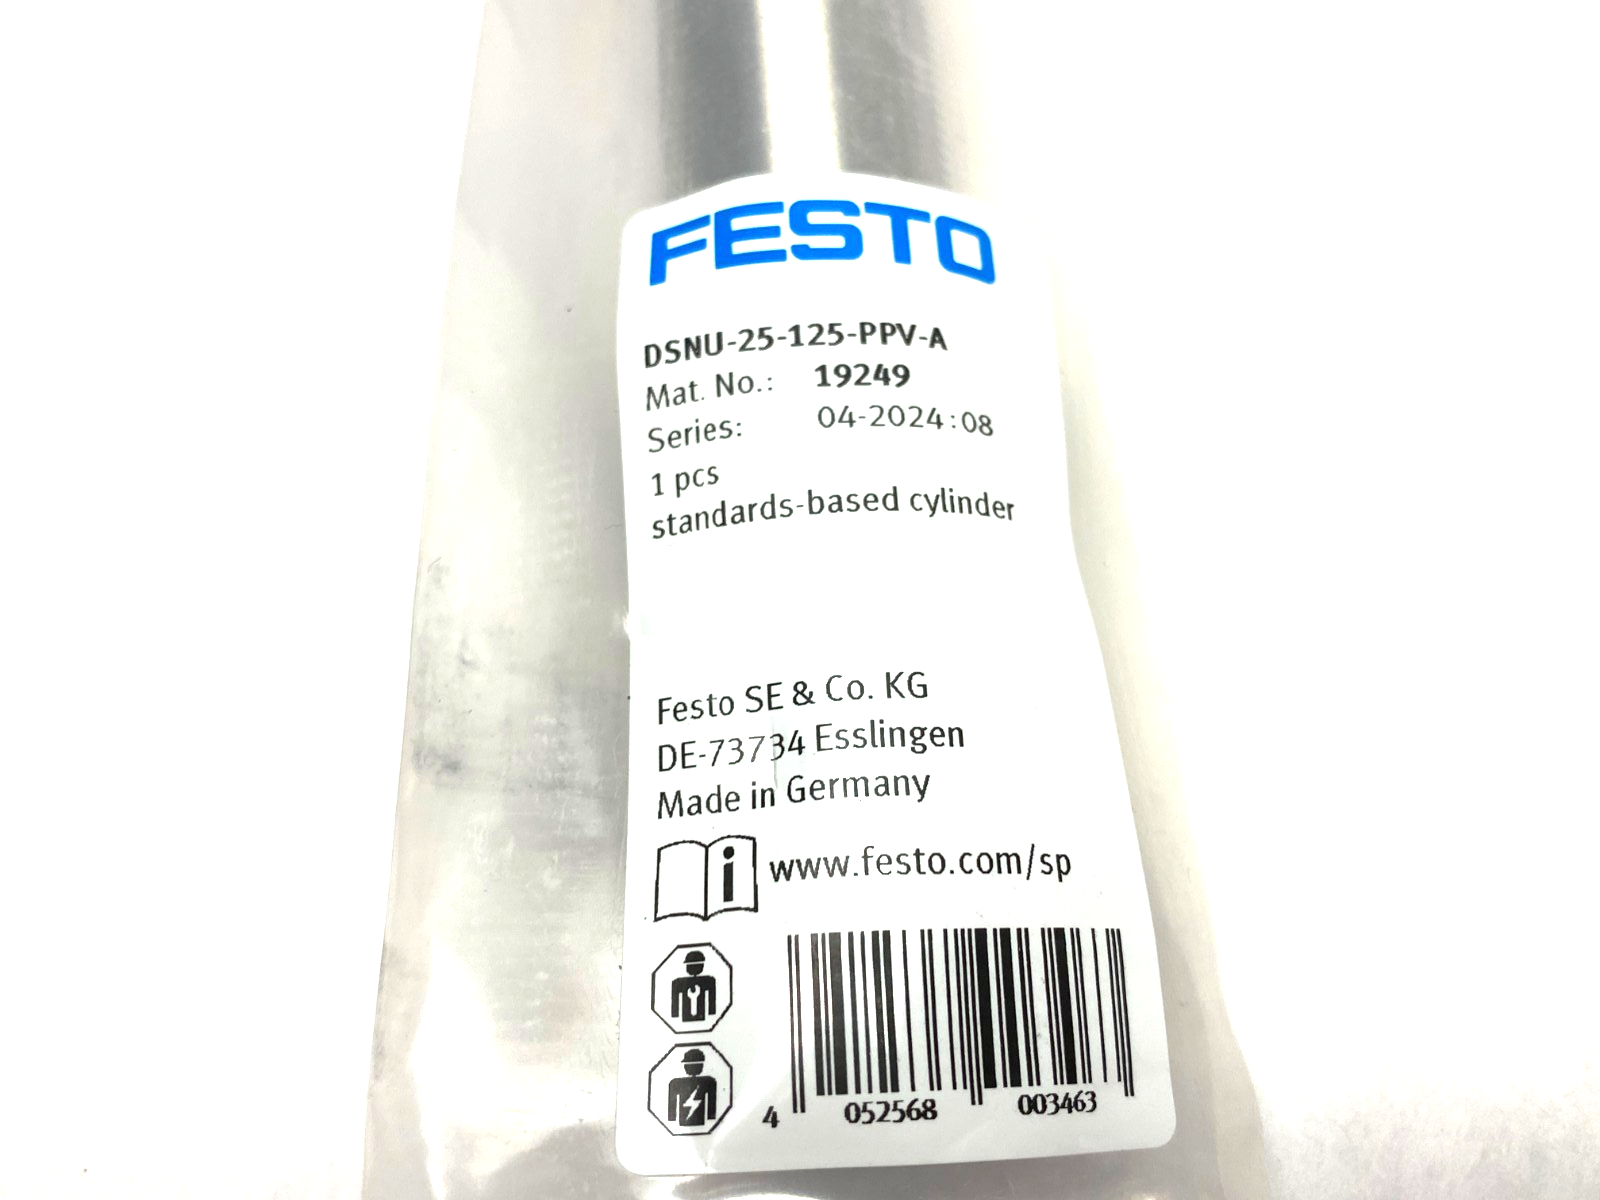 FESTO
DSNU-25-125-PPV-A
Mat. No.: 19249
Series: 04-2024:08
1 pcs
standards-based cylinder
Festo SE & Co. KG
DE-73734 Esslingen
Made in Germany
i www.festo.com/sp
4 052568 003463